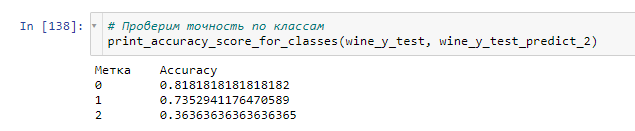 In [138]:
# Проверим точность по классам
print_accuracy_score_for_classes(wine_y_test, wine_y_test_predict_2)
Метка Accuracy
0 0.8181818181818182
1 0.7352941176470589
2 0.36363636363636365